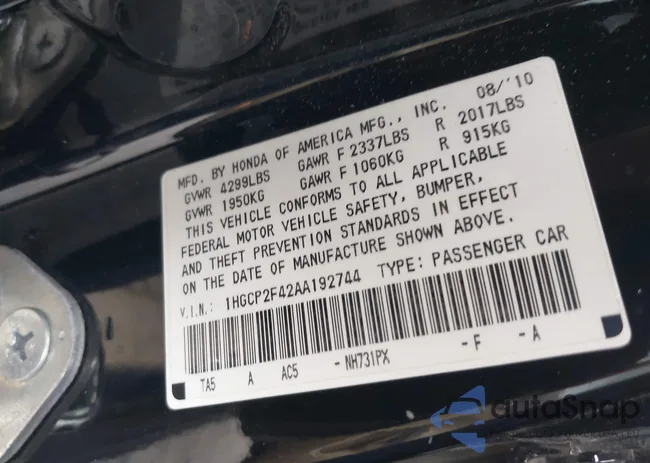 MFD. BY HONDA OF AMERICA MFG., INC. 08/'10
GVWR 4299LBS GAWR F 2337LBS R 2017LBS
GVWR 1950KG GAWR F 1060KG R 915KG
THIS VEHICLE CONFORMS TO ALL APPLICABLE
FEDERAL MOTOR VEHICLE SAFETY, BUMPER,
AND THEFT PREVENTION STANDARDS IN EFFECT
ON THE DATE OF MANUFACTURE SHOWN ABOVE.
V.I.N.: 1HGCP2F42AA192744 TYPE: PASSENGER CAR
TA5 A AC5 - NH731PX - F - A
autoSnap